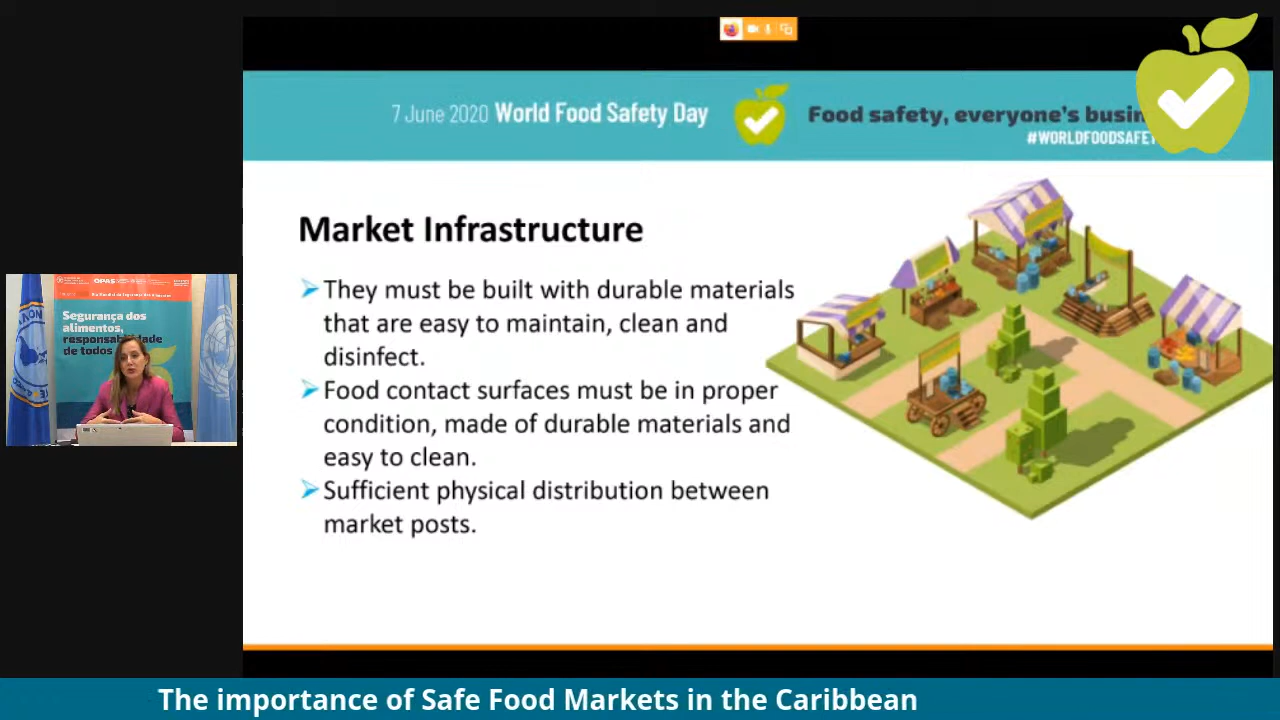 7 June 2020 World Food Safety Day
Food safety, everyone's busin
#WORLDFOODSAFET
Market Infrastructure
They must be built with durable materials
that are easy to maintain, clean and
disinfect.
Food contact surfaces must be in proper
condition, made of durable materials and
easy to clean.
Sufficient physical distribution between
market posts.
OPAS
Segurança dos
alimentos,
responsabilidade
de todos
The importance of Safe Food Markets in the Caribbean